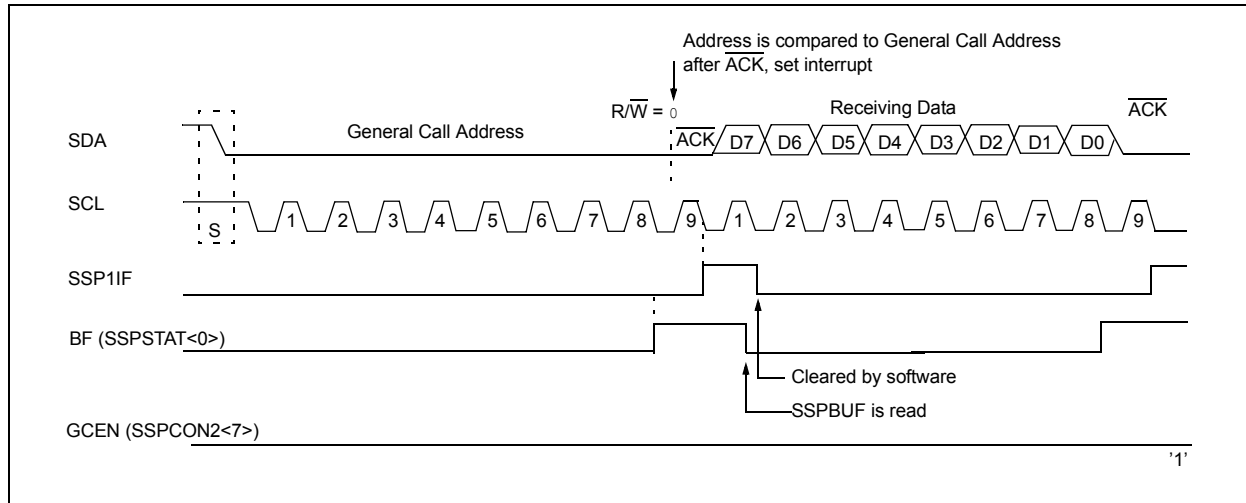 Address is compared to General Call Address
after ACK, set interrupt
R/W = 0
Receiving Data
ACK
General Call Address
SDA
ACK D7 D6 D5 D4 D3 D2 D1 D0
SCL
S
1 2 3 4 5 6 7 8 9 1 2 3 4 5 6 7 8 9
SSP1IF
BF (SSPSTAT<0>)
Cleared by software
SSPBUF is read
GCEN (SSPCON2<7>)
'1'